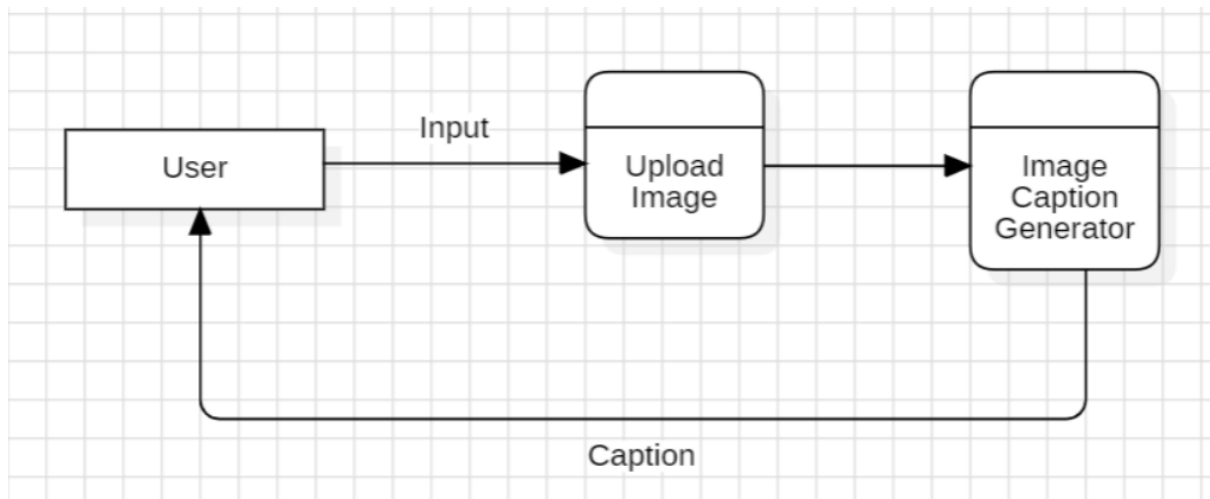 Input
User
Upload
Image
Image
Caption
Generator
Caption